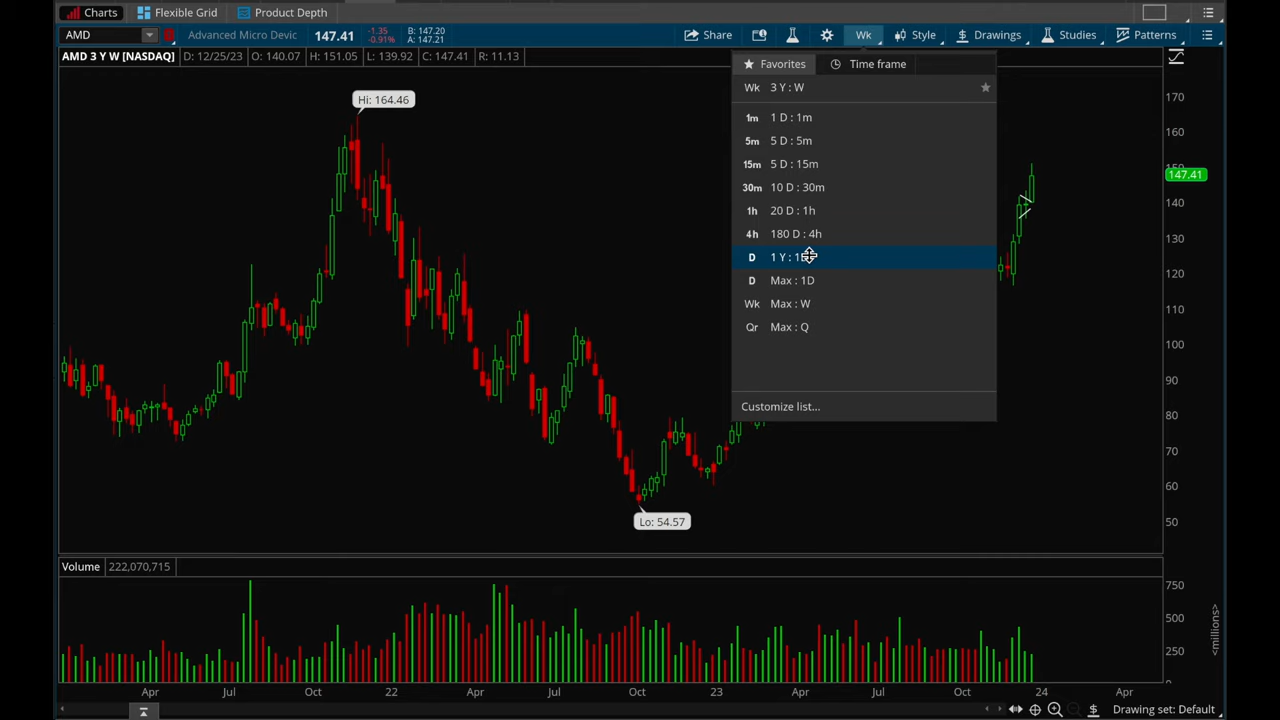 Charts Flexible Grid Product Depth
AMD Advanced Micro Devic 147.41 -1.35 -0.91% B: 147.20 A: 147.21 Share Wk Style Drawings Studies Patterns
AMD 3 Y W [NASDAQ] D: 12/25/23 O: 140.07 H: 151.05 L: 139.92 C: 147.41 R: 11.13
Favorites Time frame
Wk 3 Y : W
1m 1 D : 1m
5m 5 D : 5m
15m 5 D : 15m
30m 10 D : 30m
1h 20 D : 1h
4h 180 D : 4h
D 1 Y :
D Max : 1D
Wk Max : W
Qr Max : Q
Customize list...
Hi: 164.46
Lo: 54.57
170
160
150
147.41
140
130
120
110
100
90
80
70
60
50
Volume 222,070,715
750
500
250
<millions>
Apr Jul Oct 22 Apr Jul Oct 23 Apr Jul Oct 24 Apr
$ Drawing set: Default